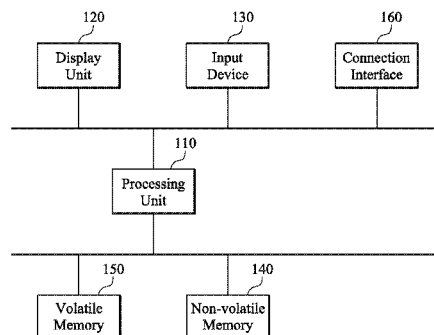 120
130
160
Display
Unit
Input
Device
Connection
Interface
110
Processing
Unit
150
140
Volatile
Memory
Non-volatile
Memory